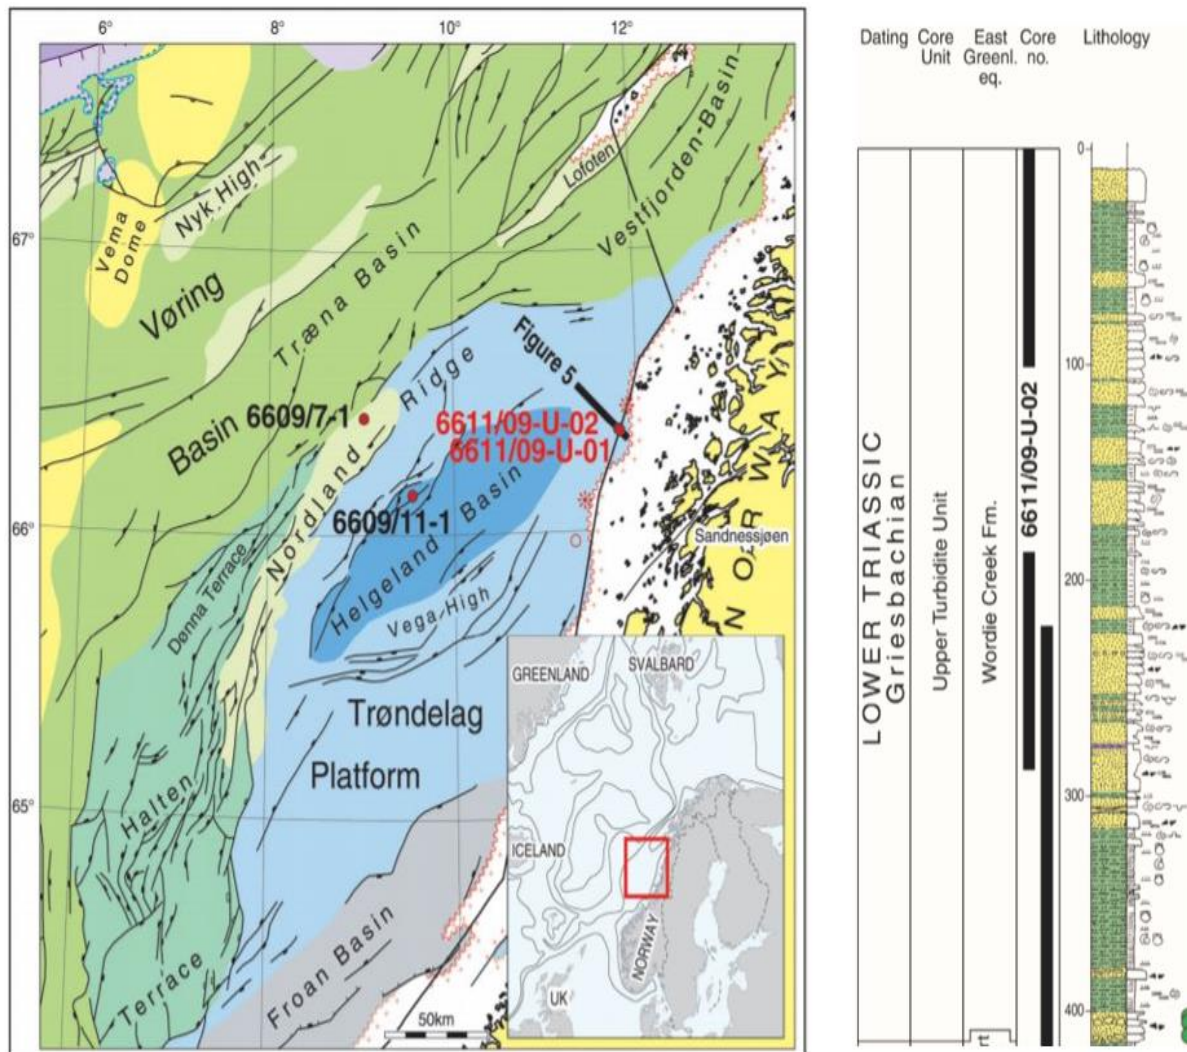 6°
8°
10°
12°
67°
66°
65°
6°
8°
10°
Vema
Dome
Nyk High
Vøring
Basin
Træna Basin
Lofoten
Vestfjorden-Basin
Figure 5
Nordland Ridge
6609/7-1
6611/09-U-02
6611/09-U-01
6609/11-1
Helgeland Basin
Vega High
Dønna Terrace
Sandnessjøen
NORWAY
Trøndelag
Platform
Halten
Terrace
Froan Basin
50km
GREENLAND
SVALBARD
ICELAND
NORWAY
UK
Dating
Core
Unit
East
Greenl.
eq.
Core
no.
Lithology
LOWER TRIASSIC
Griesbachian
Upper Turbidite Unit
Wordie Creek Fm.
6611/09-U-02
0
100
200
300
400
rt